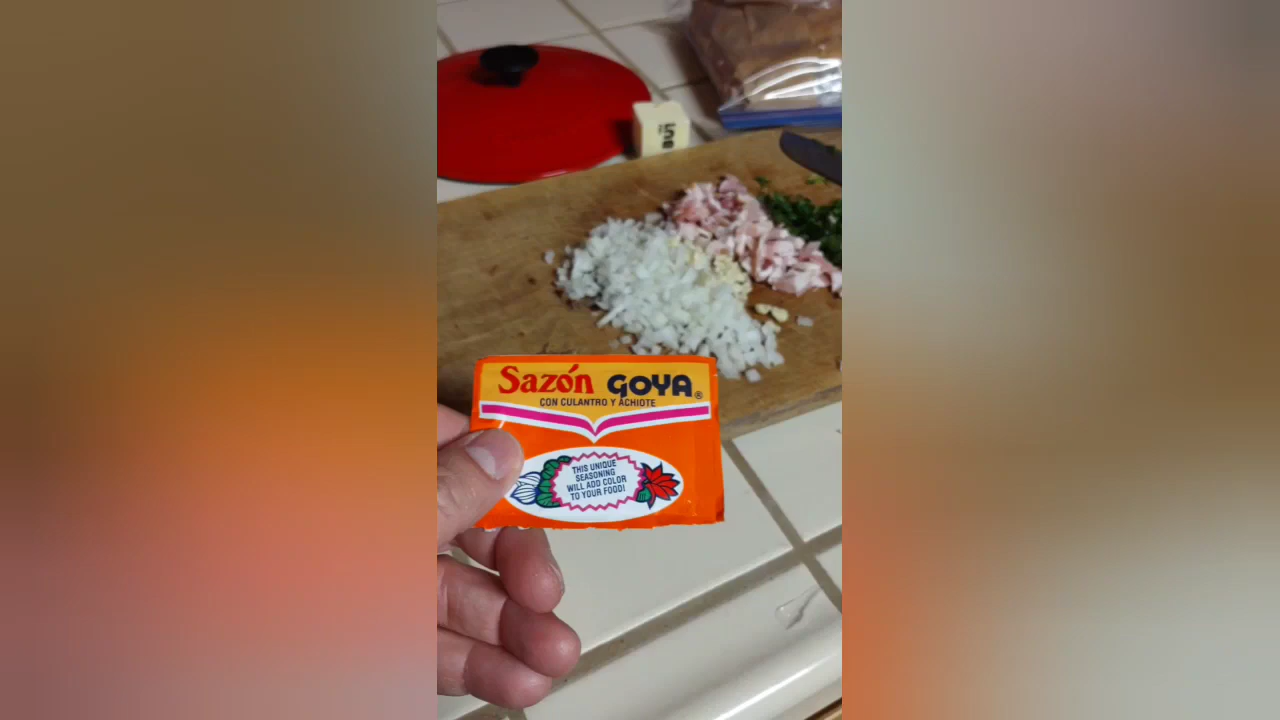 Sazón GOYA®
CON CULANTRO Y ACHIOTE
THIS UNIQUE
SEASONING
WILL ADD COLOR
TO YOUR FOOD!